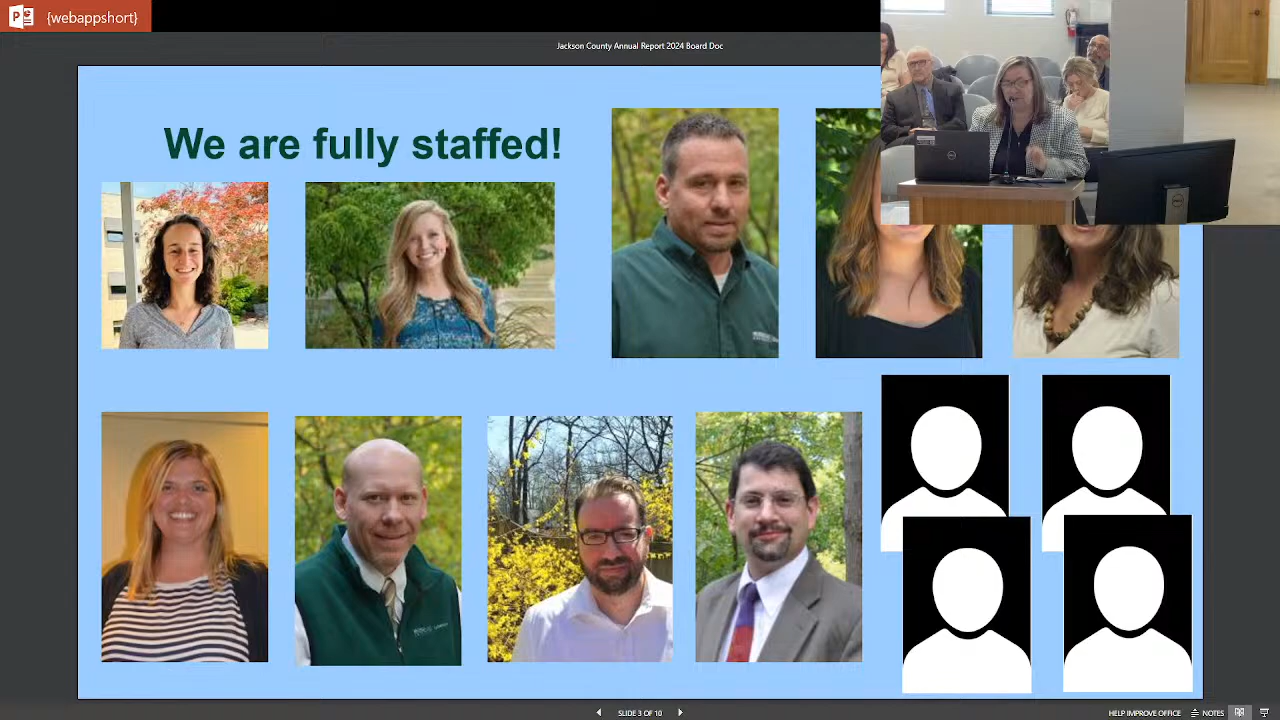 {webappshort}
Jackson County Annual Report 2024 Board Doc
We are fully staffed!
SLIDE 3 OF 10
HELP IMPROVE OFFICE
NOTES